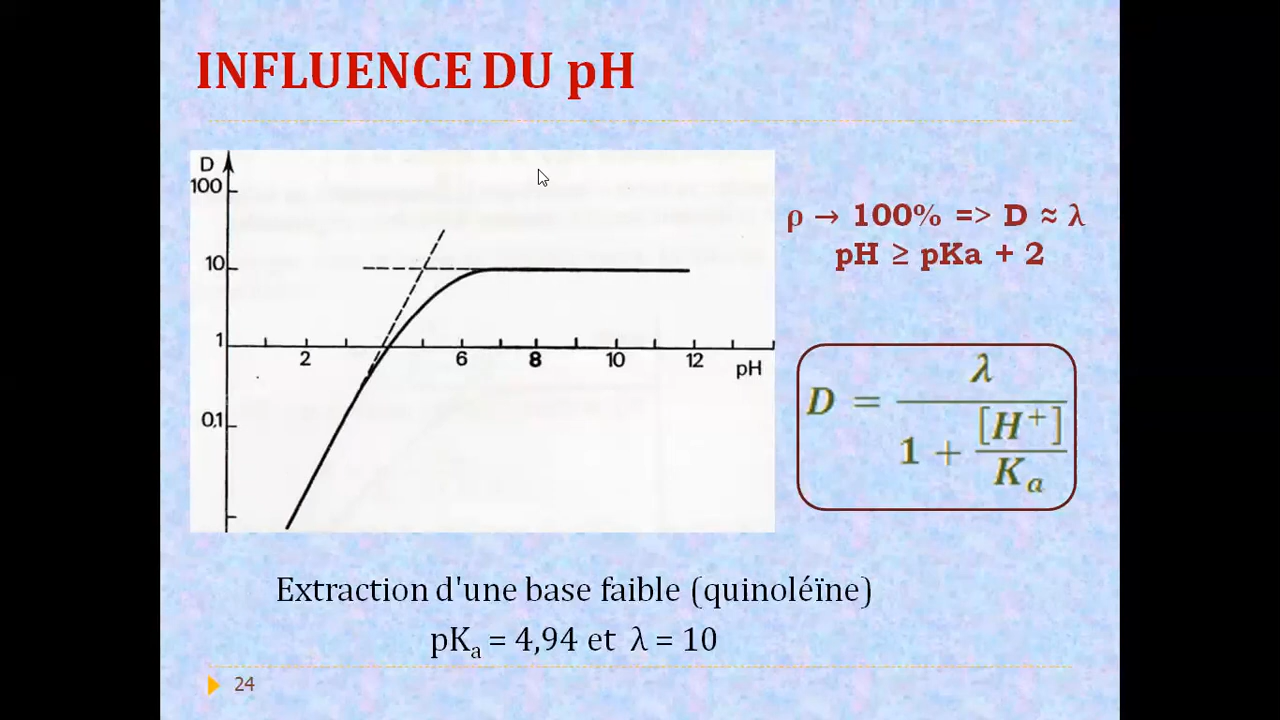 INFLUENCE DU pH
D
100
10
1
0.1
2
6
8
10
12
pH
ρ → 100% => D ≈ λ
pH ≥ pKa + 2
D = λ / (1 + [H⁺] / Kₐ)
Extraction d'une base faible (quinoléïne)
pKₐ = 4,94 et λ = 10
24